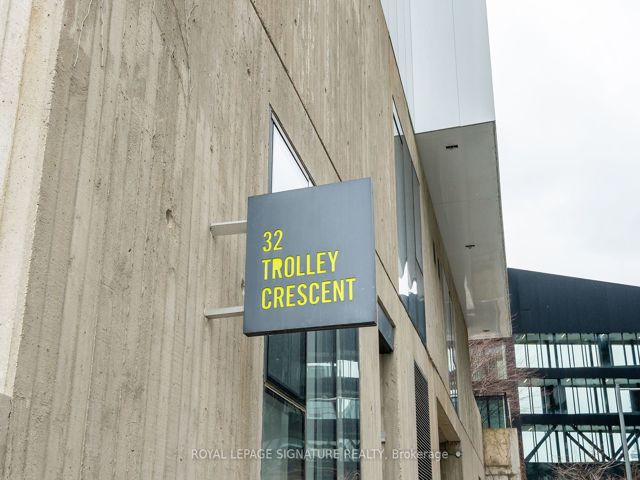 32
TROLLEY
CRESCENT
ROYAL LEPAGE SIGNATURE REALTY, Brokerage